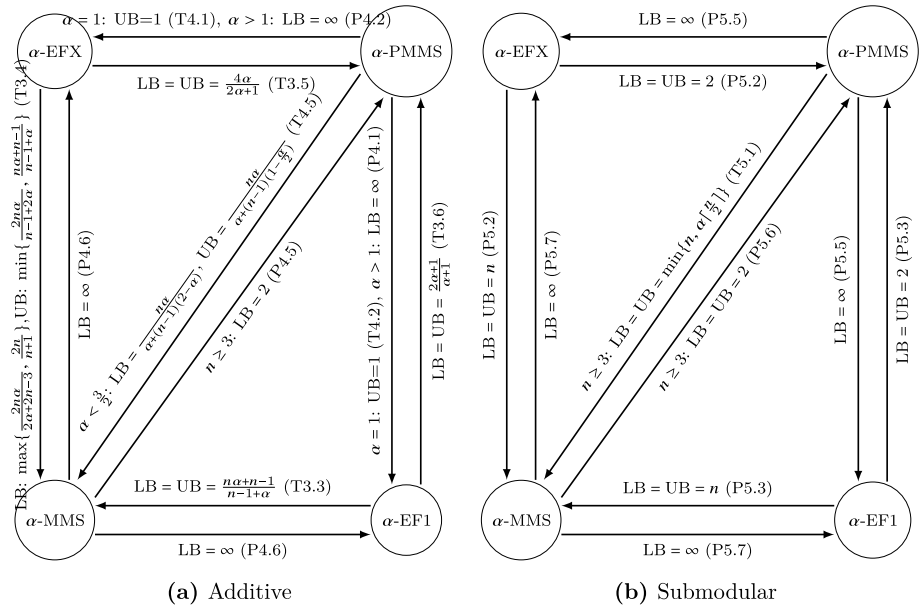 α = 1: UB=1 (T4.1), α > 1: LB = ∞ (P4.2)
α-EFX
α-PMMS
LB = UB = 4α/(2α+1) (T3.5)
LB: max{2nα/(2α+2n−3), 2n/(n+1)},UB: min{2nα/(n−1+2α), (nα+n−1)/(n−1+α)} (T3.4)
LB = ∞ (P4.6)
α < 3/2: LB = nα/(α+(n−1)(2−α)), UB = nα/(α+(n−1)(1−α/2)) (T4.5)
n ≥ 3: LB = 2 (P4.5)
α = 1: UB=1 (T4.2), α > 1: LB = ∞ (P4.1)
LB = UB = (2α+1)/(α+1) (T3.6)
LB = UB = (nα+n−1)/(n−1+α) (T3.3)
α-MMS
α-EF1
LB = ∞ (P4.6)
(a) Additive
LB = ∞ (P5.5)
α-EFX
α-PMMS
LB = UB = 2 (P5.2)
LB = UB = n (P5.2)
LB = ∞ (P5.7)
n ≥ 3: LB = UB = min{n, α⌈n/2⌉} (T5.1)
n ≥ 3: LB = UB = 2 (P5.6)
LB = ∞ (P5.5)
LB = UB = 2 (P5.3)
LB = UB = n (P5.3)
α-MMS
α-EF1
LB = ∞ (P5.7)
(b) Submodular